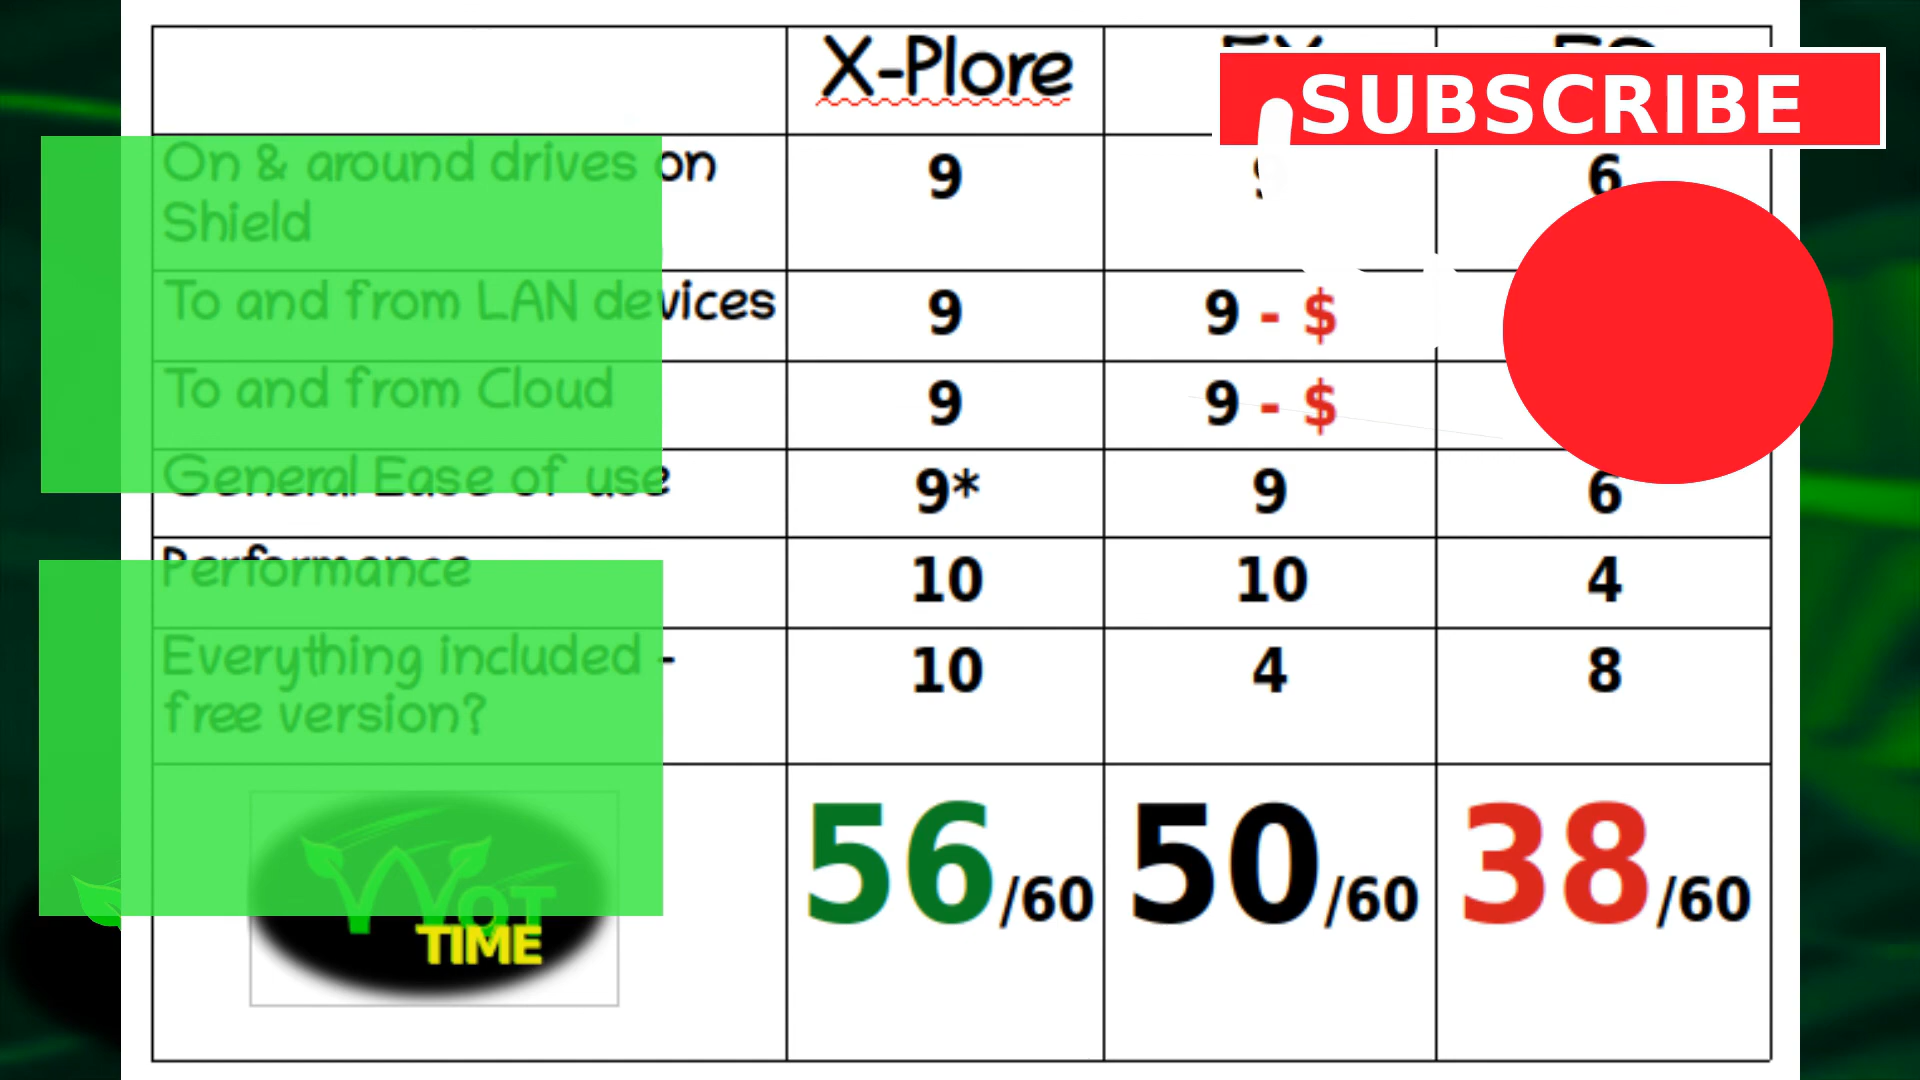 X-Plore
SUBSCRIBE
On & around drives on
Shield
9
6
To and from LAN devices
9
9 - $
To and from Cloud
9
9 - $
General Ease of use
9*
9
6
Performance
10
10
4
Everything included -
free version?
10
4
8
56/60
50/60
38/60
WOT
TIME